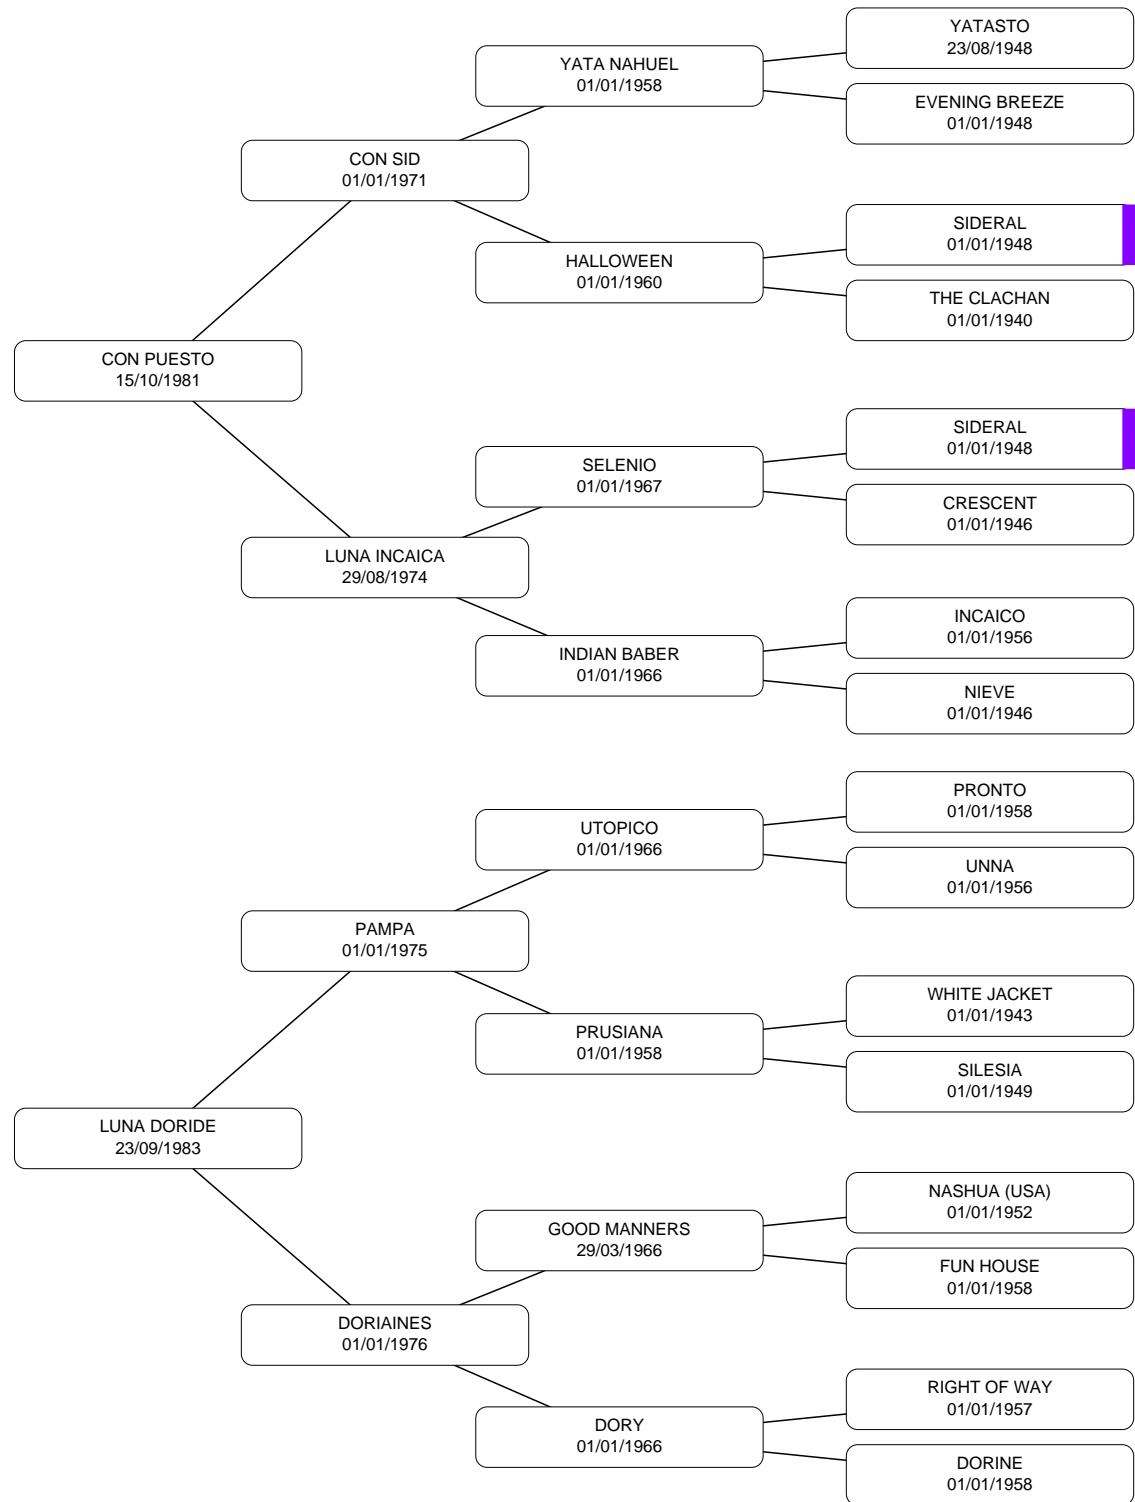 YATASTO
23/08/1948
YATA NAHUEL
01/01/1958
EVENING BREEZE
01/01/1948
CON SID
01/01/1971
SIDERAL
01/01/1948
HALLOWEEN
01/01/1960
THE CLACHAN
01/01/1940
CON PUESTO
15/10/1981
SIDERAL
01/01/1948
SELENIO
01/01/1967
CRESCENT
01/01/1946
LUNA INCAICA
29/08/1974
INCAICO
01/01/1956
INDIAN BABER
01/01/1966
NIEVE
01/01/1946
PRONTO
01/01/1958
UTOPICO
01/01/1966
UNNA
01/01/1956
PAMPA
01/01/1975
WHITE JACKET
01/01/1943
PRUSIANA
01/01/1958
SILESIA
01/01/1949
LUNA DORIDE
23/09/1983
NASHUA (USA)
01/01/1952
GOOD MANNERS
29/03/1966
FUN HOUSE
01/01/1958
DORIAINES
01/01/1976
RIGHT OF WAY
01/01/1957
DORY
01/01/1966
DORINE
01/01/1958